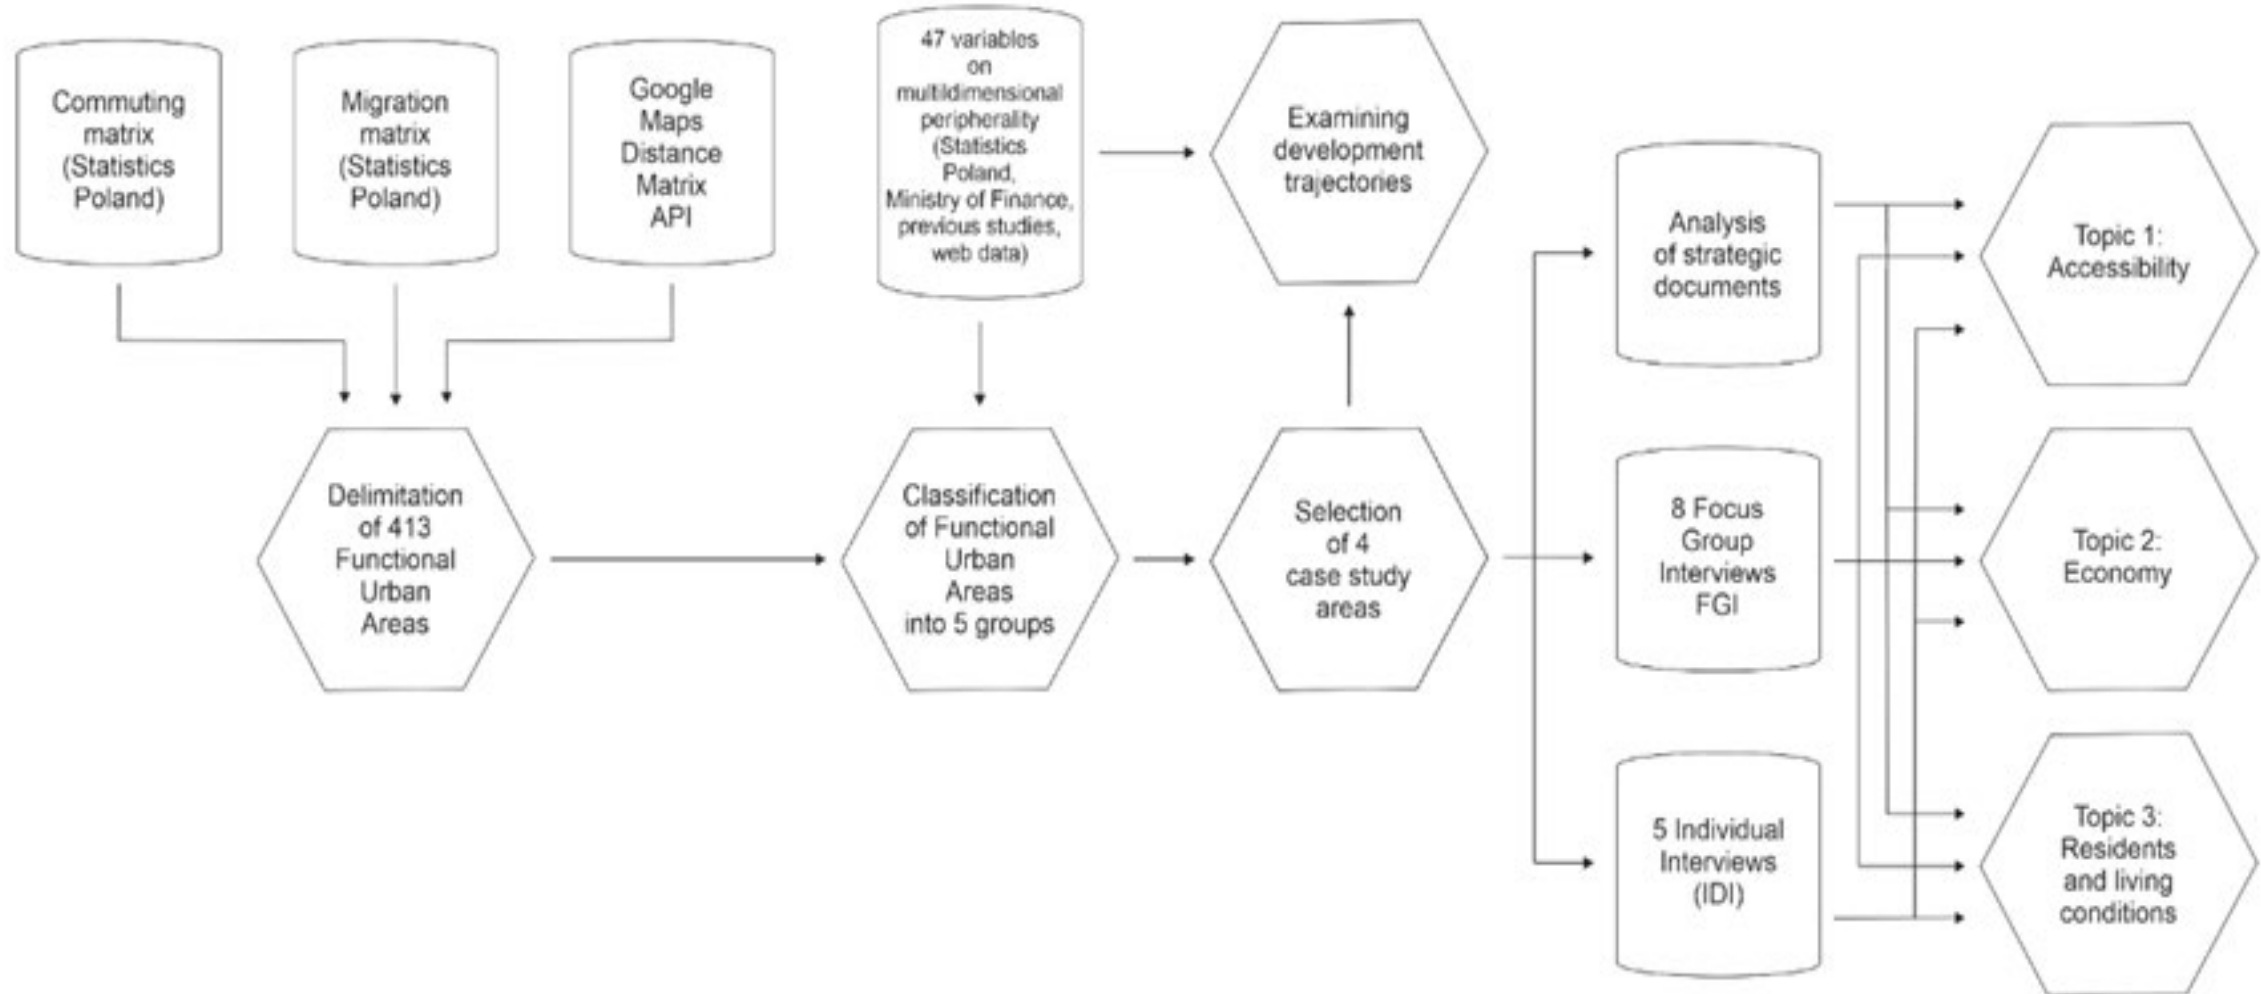 Commuting
matrix
(Statistics
Poland)
Migration
matrix
(Statistics
Poland)
Google
Maps
Distance
Matrix
API
47 variables
on
multildimensional
peripherality
(Statistics
Poland,
Ministry of Finance,
previous studies,
web data)
Examining
development
trajectories
Delimitation
of 413
Functional
Urban
Areas
Classification
of Functional
Urban
Areas
into 5 groups
Selection
of 4
case study
areas
Analysis
of strategic
documents
8 Focus
Group
Interviews
FGI
5 Individual
Interviews
(IDI)
Topic 1:
Accessibility
Topic 2:
Economy
Topic 3:
Residents
and living
conditions